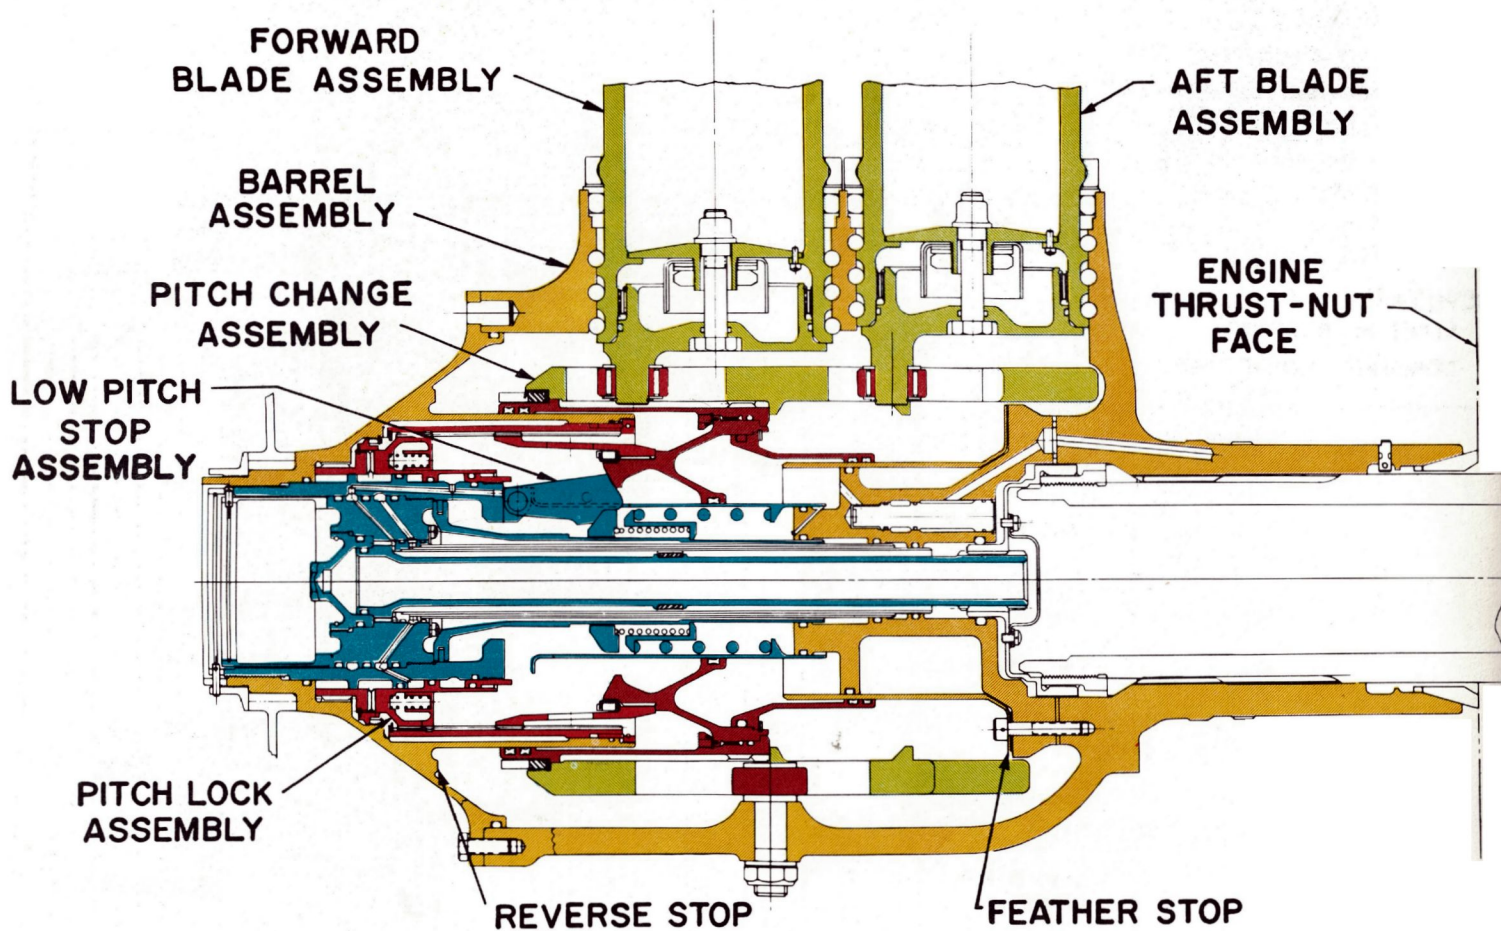 FORWARD
BLADE ASSEMBLY
AFT BLADE
ASSEMBLY
BARREL
ASSEMBLY
PITCH CHANGE
ASSEMBLY
ENGINE
THRUST-NUT
FACE
LOW PITCH
STOP
ASSEMBLY
PITCH LOCK
ASSEMBLY
REVERSE STOP
FEATHER STOP